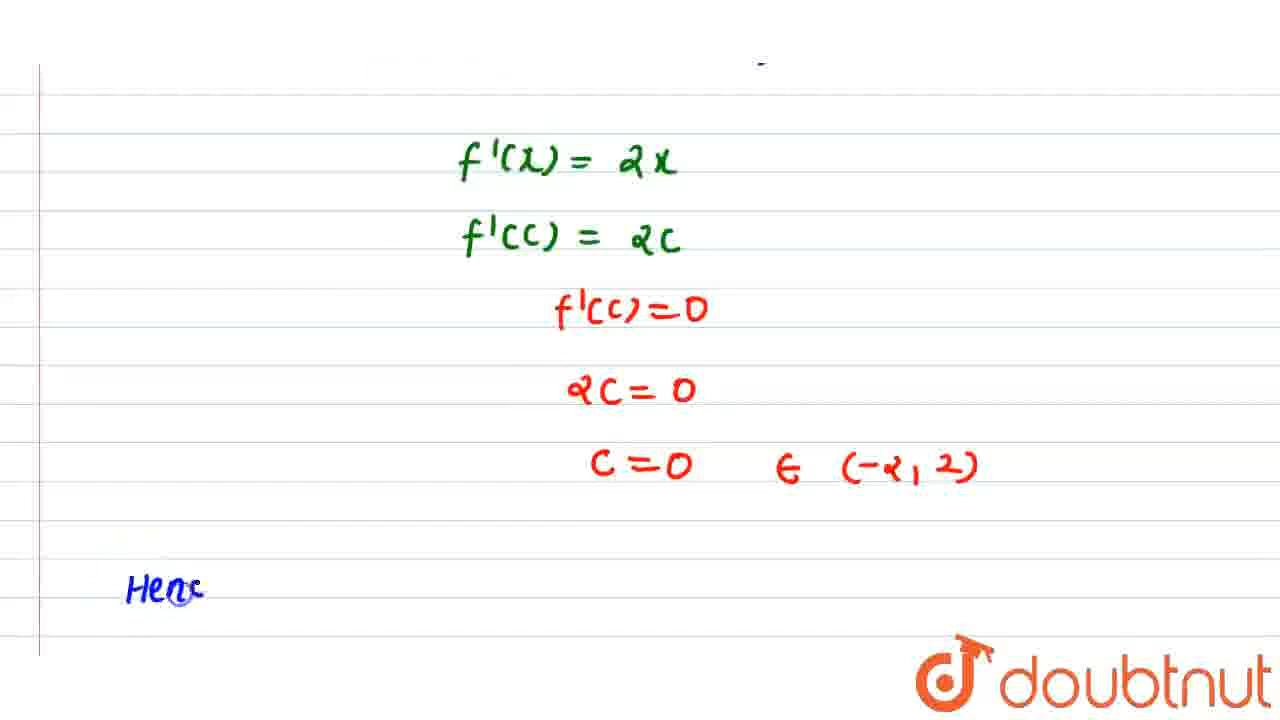 f'(x) = 2x
f'(c) = 2c
f'(c) = 0
2c = 0
c = 0 ∈ (-2, 2)
Henc
doubtnut